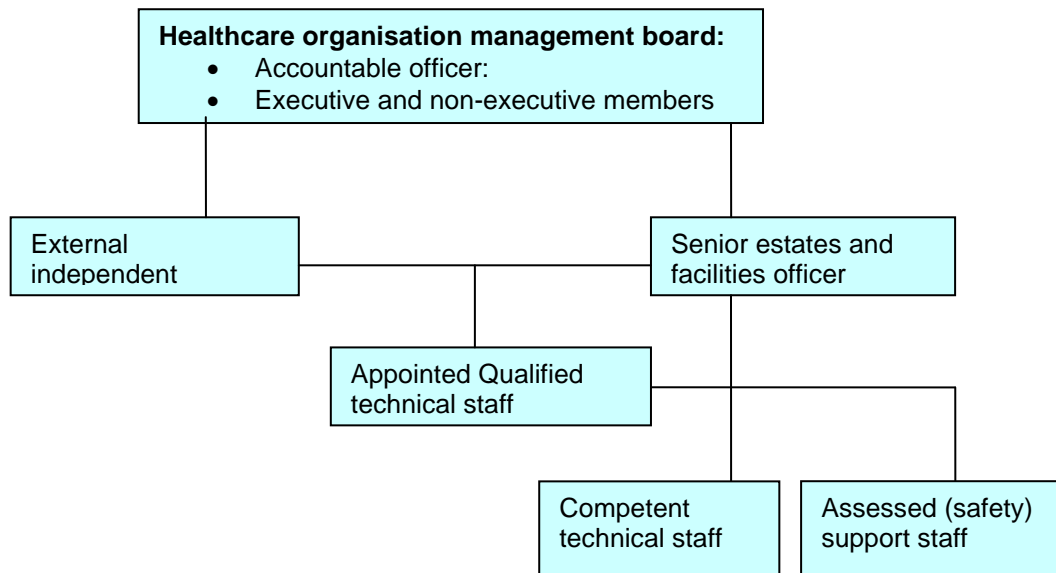 Healthcare organisation management board:
• Accountable officer:
• Executive and non-executive members
External
independent
Senior estates and
facilities officer
Appointed Qualified
technical staff
Competent
technical staff
Assessed (safety)
support staff